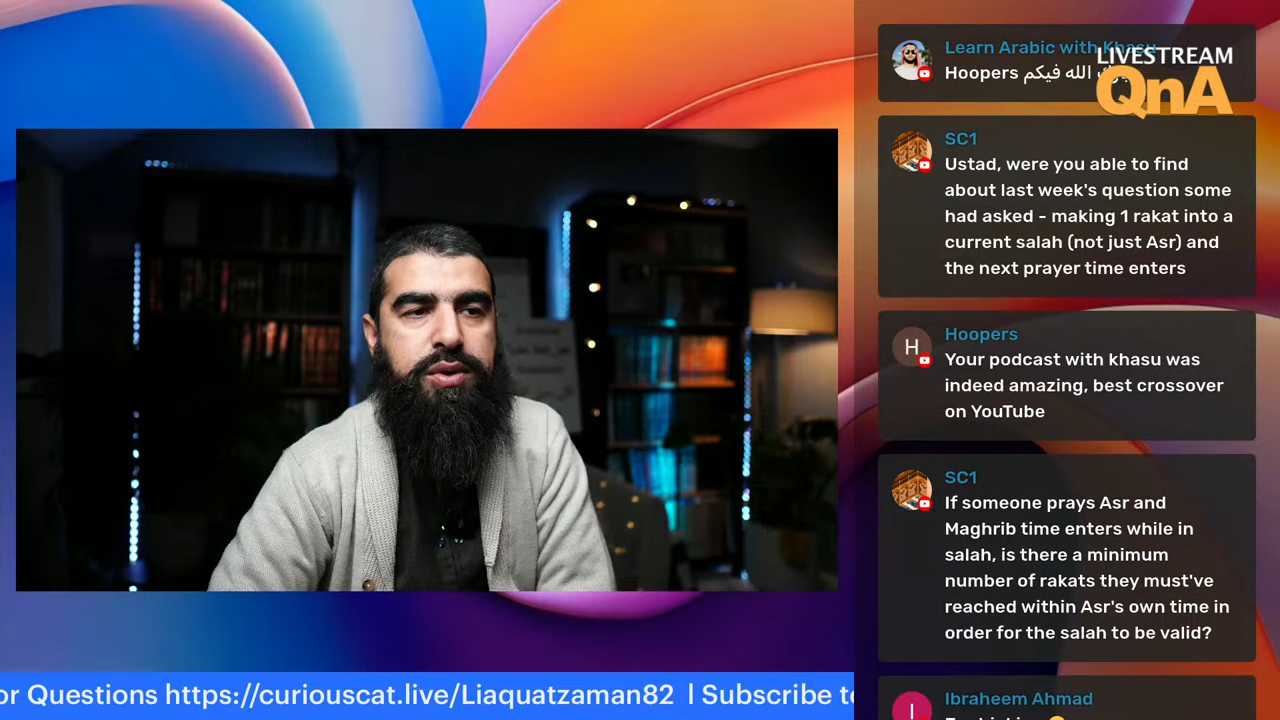 Learn Arabic with Khasu
Hoopers الله فيكم
LIVESTREAM
QnA
SC1
Ustad, were you able to find
about last week's question some
had asked - making 1 rakat into a
current salah (not just Asr) and
the next prayer time enters
H
Hoopers
Your podcast with khasu was
indeed amazing, best crossover
on YouTube
SC1
If someone prays Asr and
Maghrib time enters while in
salah, is there a minimum
number of rakats they must've
reached within Asr's own time in
order for the salah to be valid?
I
Ibraheem Ahmad
or Questions https://curiouscat.live/Liaquatzaman82 | Subscribe to